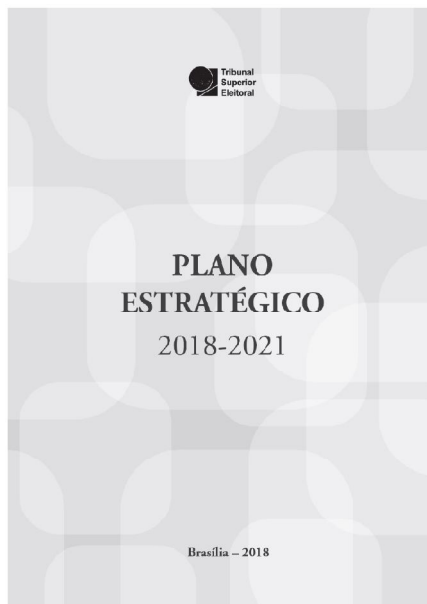 Tribunal
Superior
Eleitoral
PLANO
ESTRATÉGICO
2018-2021
Brasília – 2018